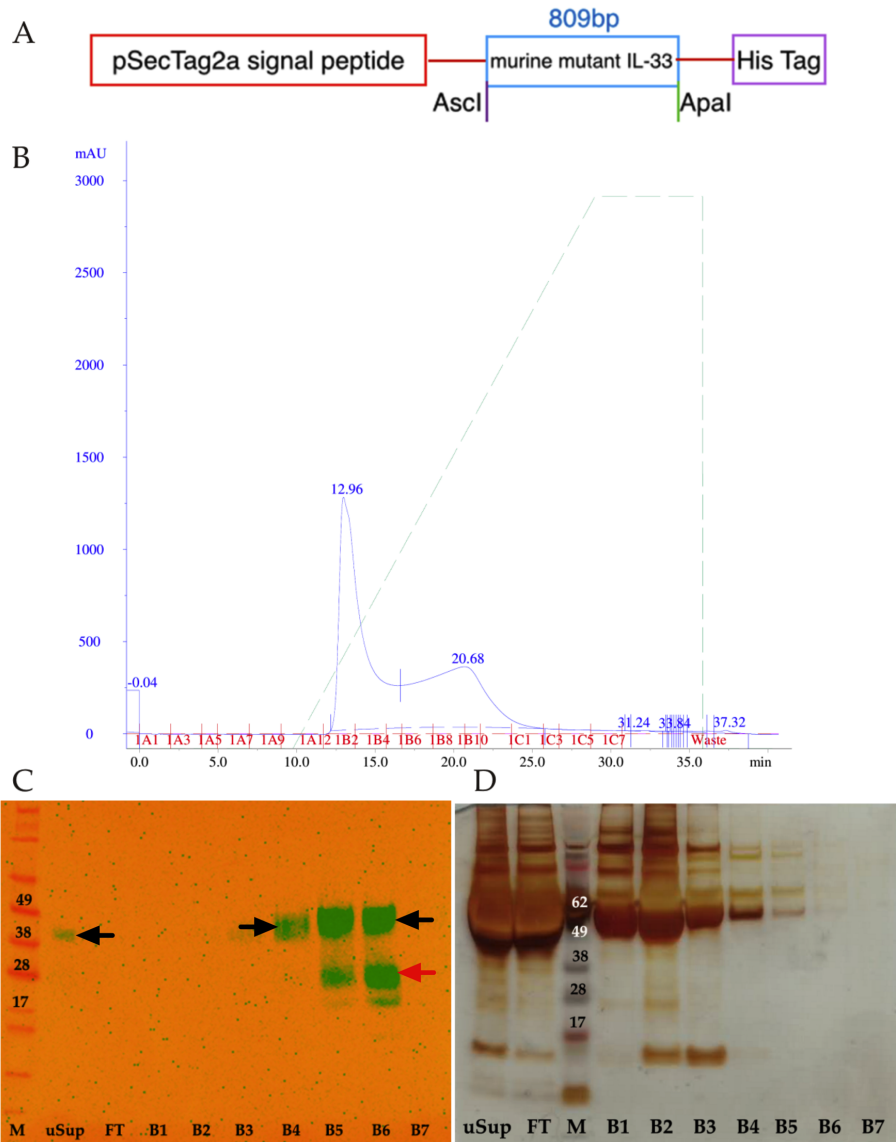 A
809bp
pSecTag2a signal peptide
murine mutant IL-33
His Tag
AscI
ApaI
B
mAU
3000
2500
2000
1500
1000
500
0
12.96
20.68
-0.04
31.24
33.84
37.32
1A1 1A3 1A5 1A7 1A9 1A12 1B2 1B4 1B6 1B8 1B10 1C1 1C3 1C5 1C7 Waste
0.0 5.0 10.0 15.0 20.0 25.0 30.0 35.0 min
C
49
38
28
17
M uSup FT B1 B2 B3 B4 B5 B6 B7
D
62
49
38
28
17
uSup FT M B1 B2 B3 B4 B5 B6 B7